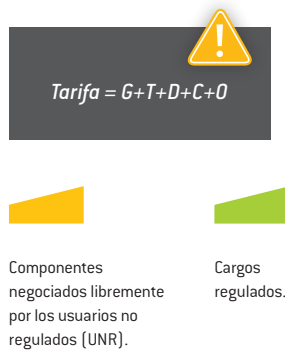 !
Tarifa = G+T+D+C+O
Componentes
negociados libremente
por los usuarios no
regulados (UNR).
Cargos
regulados.